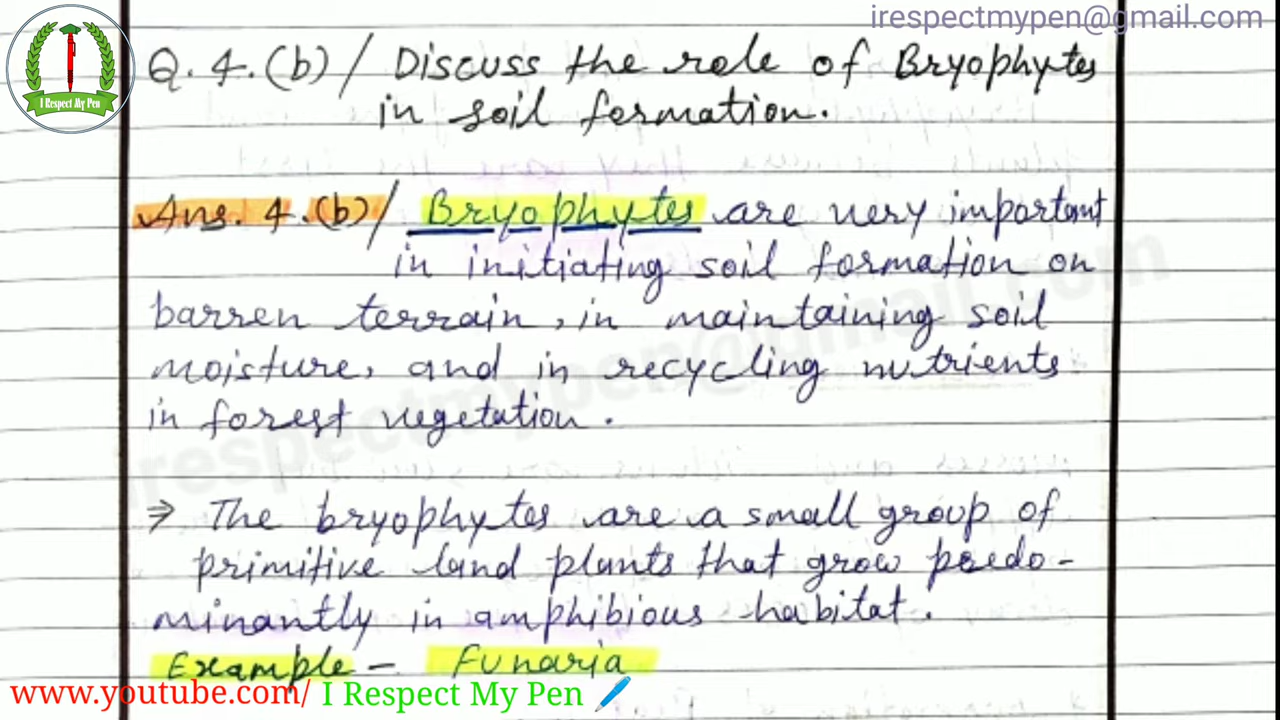 irespectmypen@gmail.com
I Respect My Pen
Q. 4. (b) / Discuss the role of Bryophytes
in soil formation.
Ans. 4. (b) / Bryophytes are very important
in initiating soil formation on
barren terrain, in maintaining soil
moisture, and in recycling nutrients
in forest vegetation.
⇒ The bryophytes are a small group of
primitive land plants that grow predo-
minantly in amphibious habitat.
Example - Funaria
www.youtube.com/ I Respect My Pen
irespectmypen@gmail.com